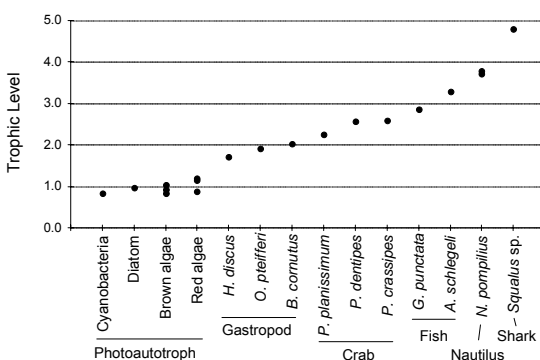 5.0
4.0
3.0
2.0
1.0
0.0
Trophic Level
Cyanobacteria
Diatom
Brown algae
Red algae
H. discus
O. pfeifferi
B. cornutus
P. planissimum
P. dentipes
P. crassipes
G. punctata
A. schlegeli
N. pompilius
Squalus sp.
Photoautotroph
Gastropod
Crab
Fish
Nautilus
Shark